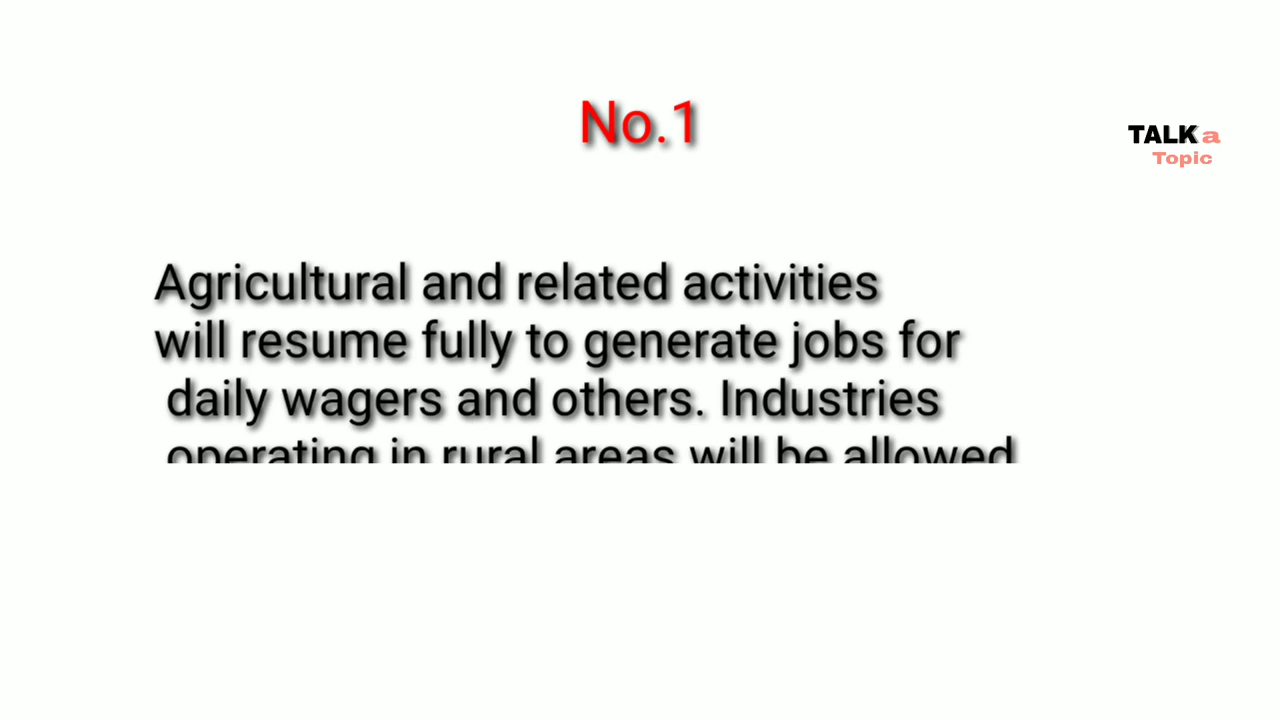 No.1
TALK a
Topic
Agricultural and related activities
will resume fully to generate jobs for
daily wagers and others. Industries
operating in rural areas will be allowed